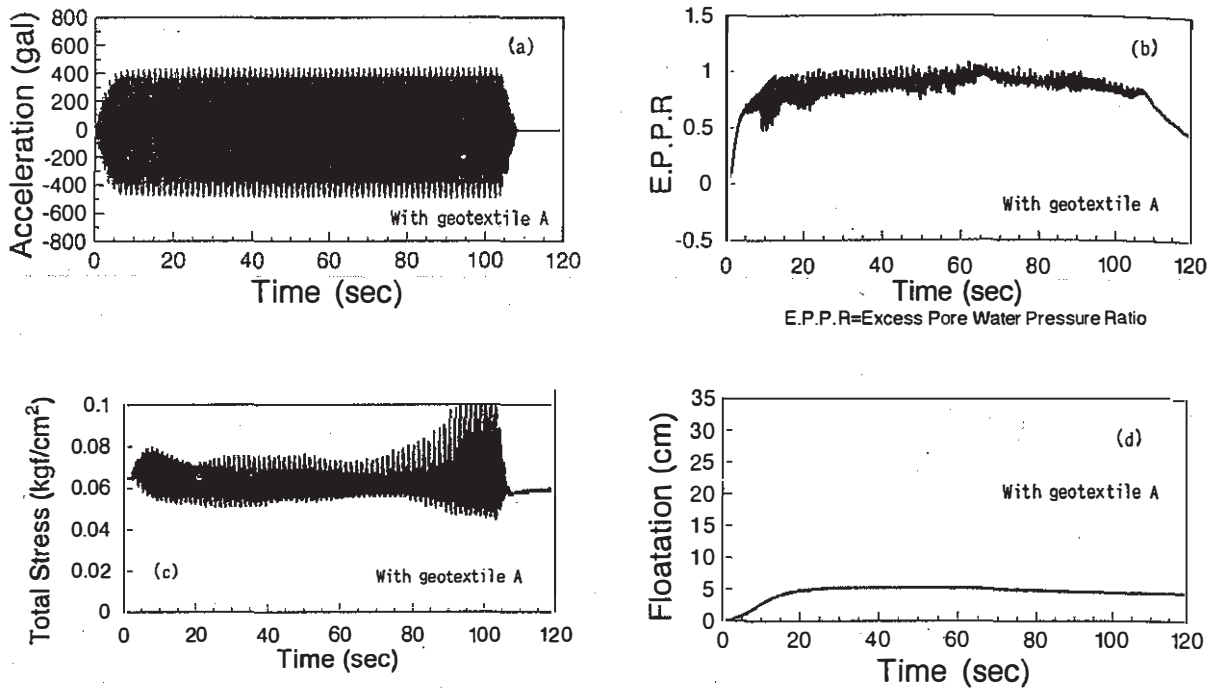 800
600
400
200
0
-200
-400
-600
-800
Acceleration (gal)
(a)
With geotextile A
0 20 40 60 80 100 120
Time (sec)
1.5
1
0.5
0
-0.5
E.P.P.R
(b)
With geotextile A
0 20 40 60 80 100 120
Time (sec)
E.P.P.R=Excess Pore Water Pressure Ratio
0.1
0.08
0.06
0.04
0.02
0
Total Stress (kgf/cm²)
(c)
With geotextile A
0 20 40 60 80 100 120
Time (sec)
35
30
25
20
15
10
5
0
Floatation (cm)
(d)
With geotextile A
0 20 40 60 80 100 120
Time (sec)